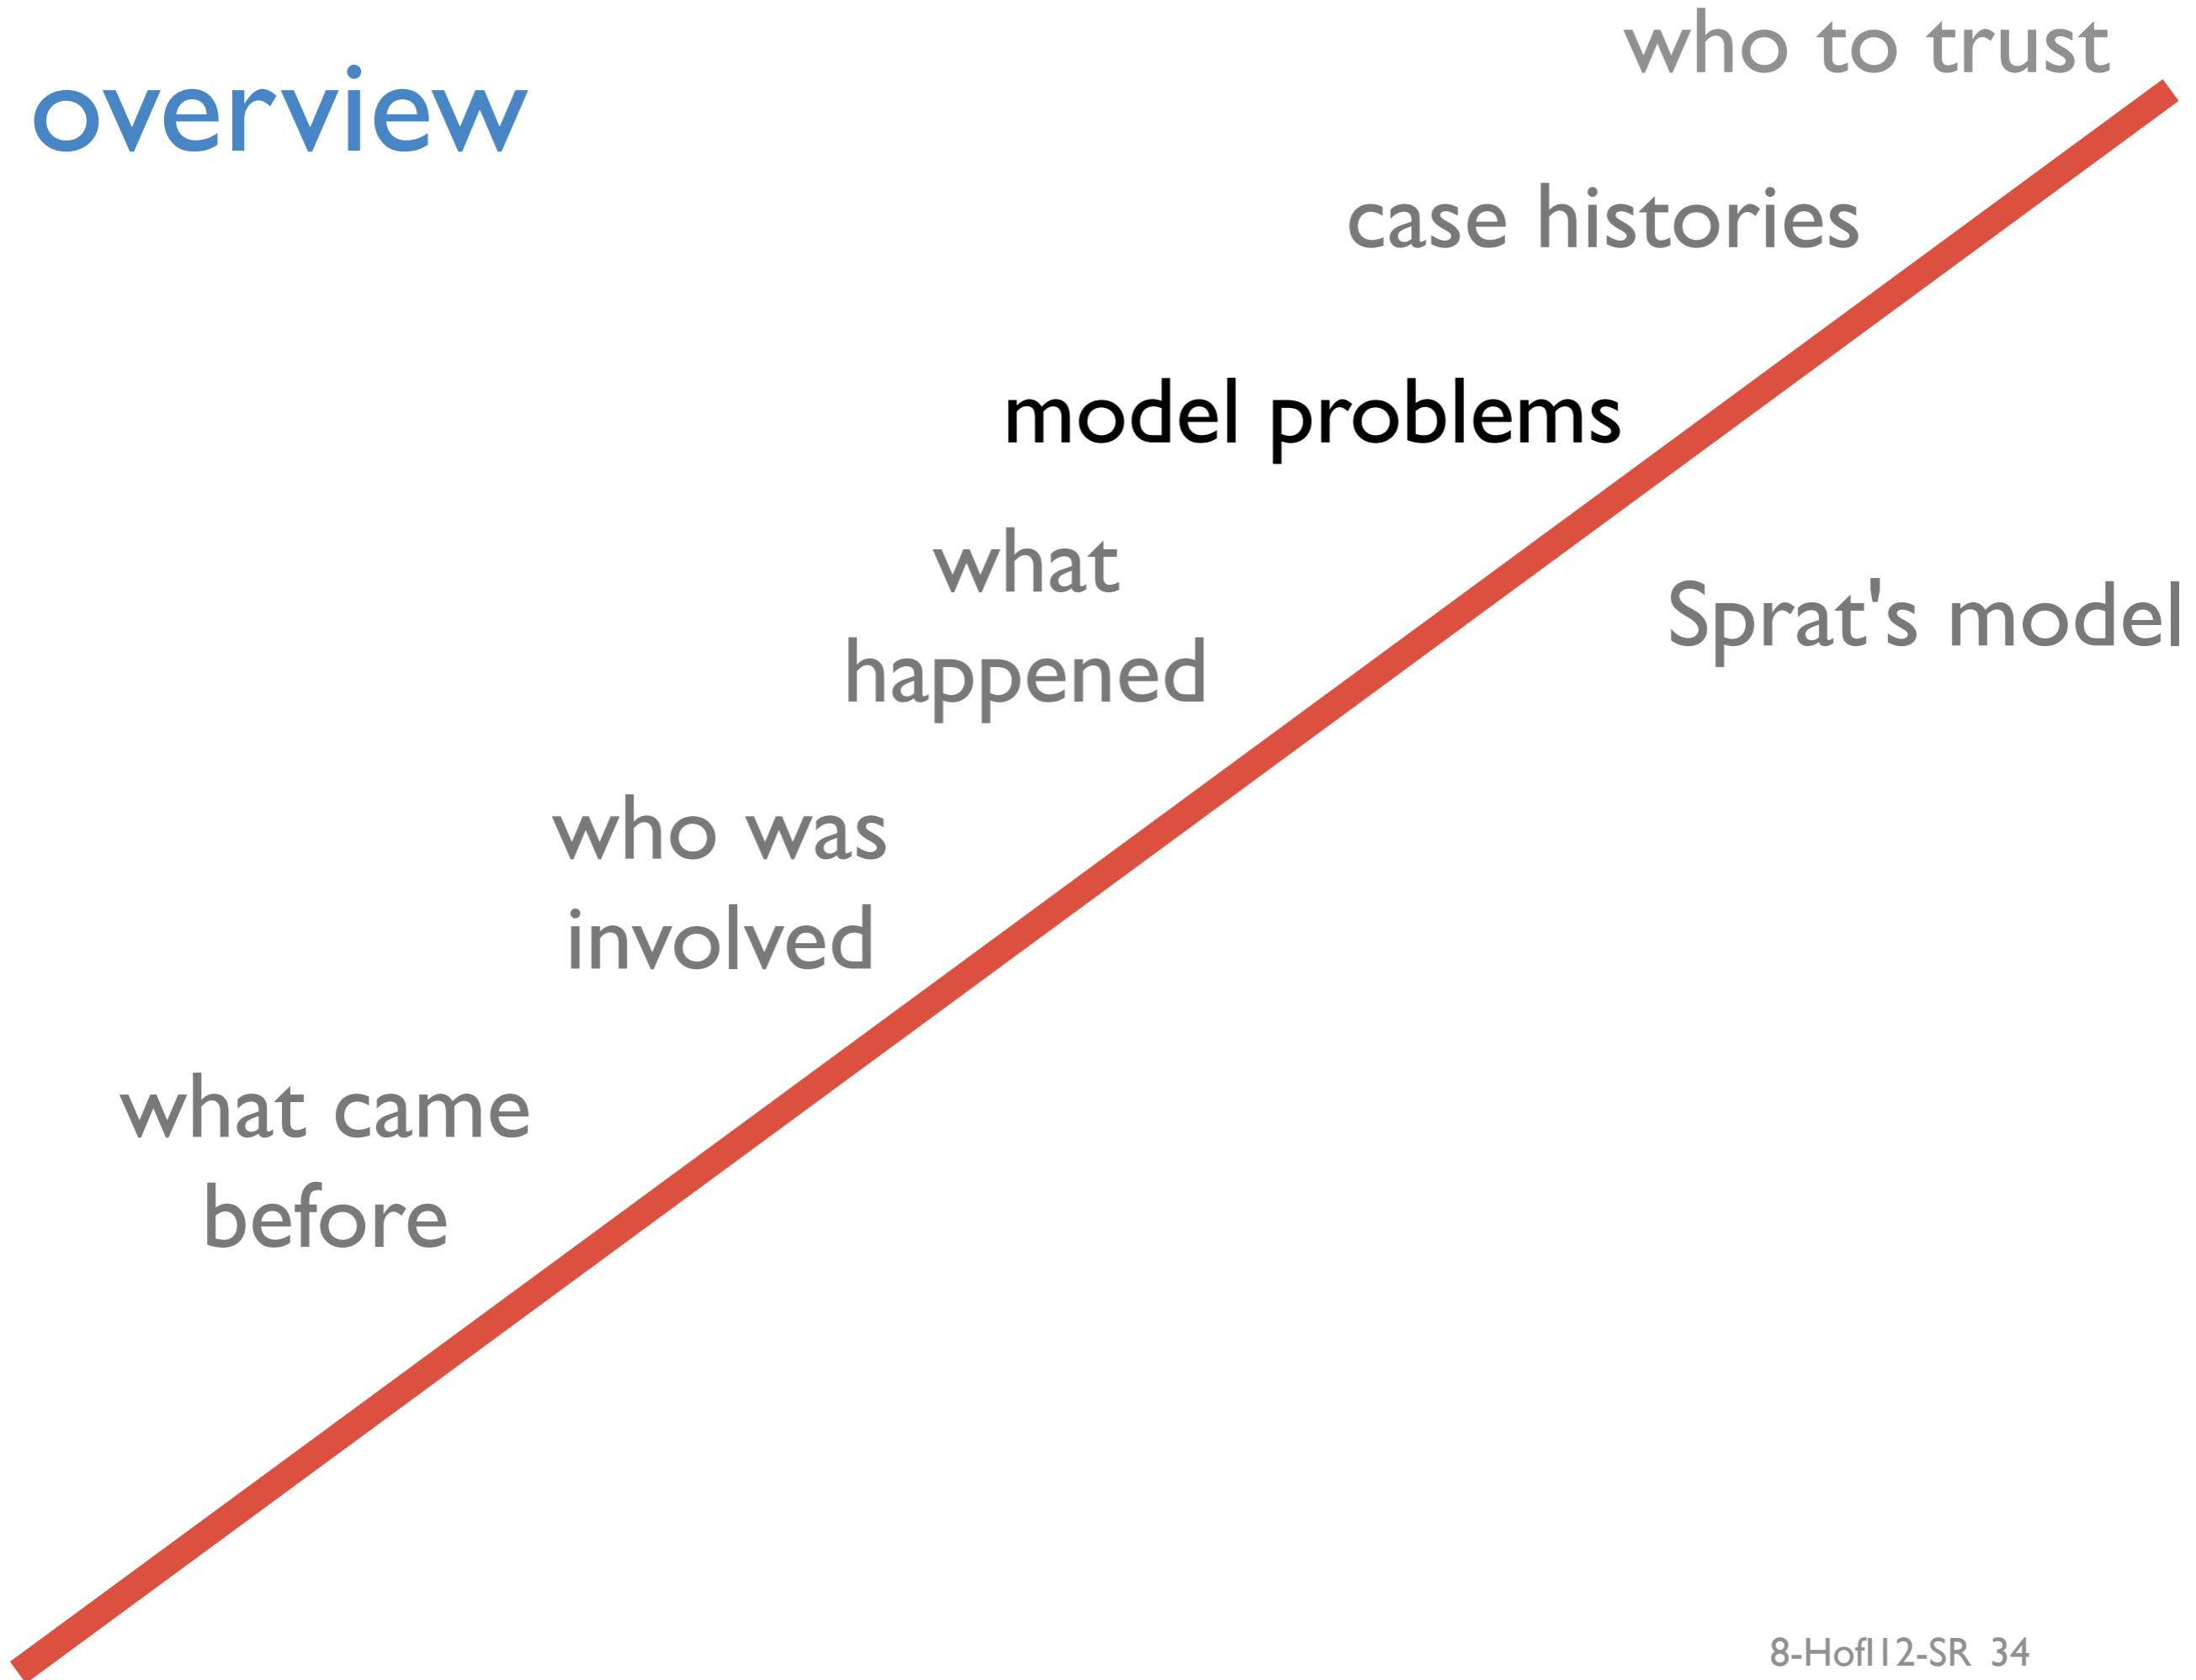 overview
who to trust
case histories
model problems
what
happened
Sprat's model
who was
involved
what came
before
8-HofI12-SR 34